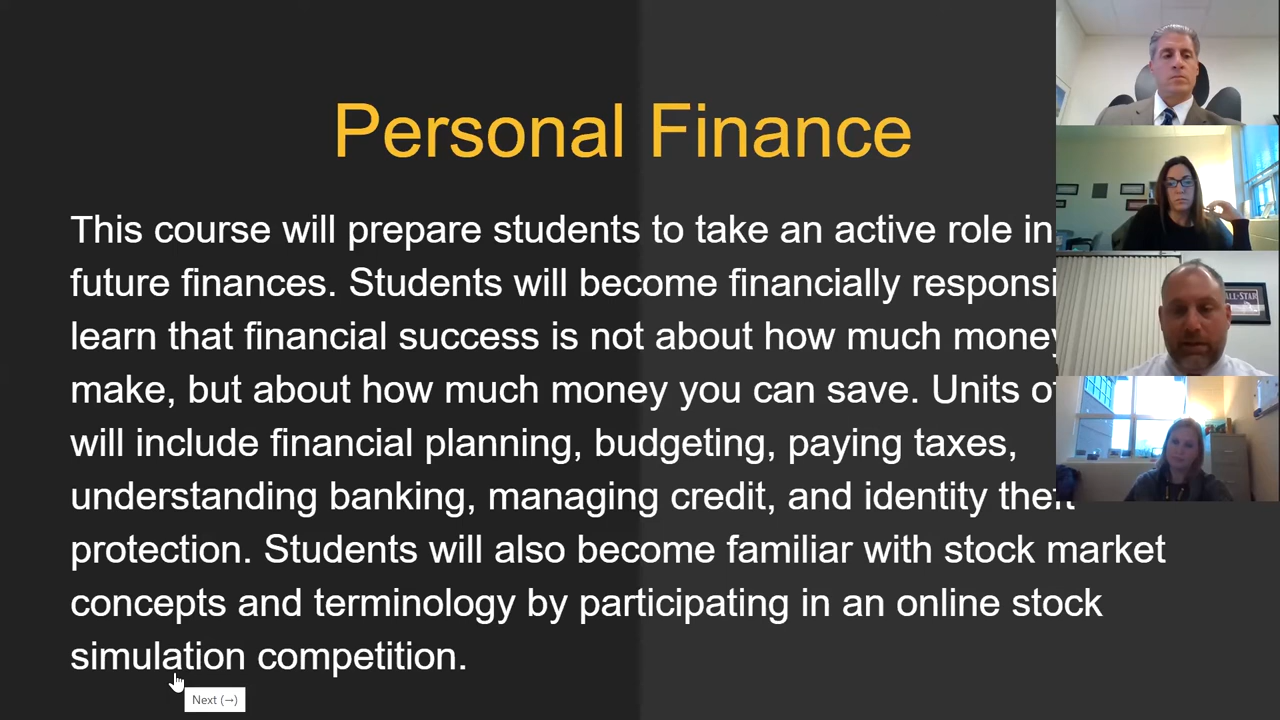 Personal Finance
This course will prepare students to take an active role in
future finances. Students will become financially
learn that financial success is not about how much money
make, but about how much money you can save. Units
will include financial planning, budgeting, paying taxes,
understanding banking, managing credit, and identity theft
protection. Students will also become familiar with stock market
concepts and terminology by participating in an online stock
simulation competition.
Next (→)